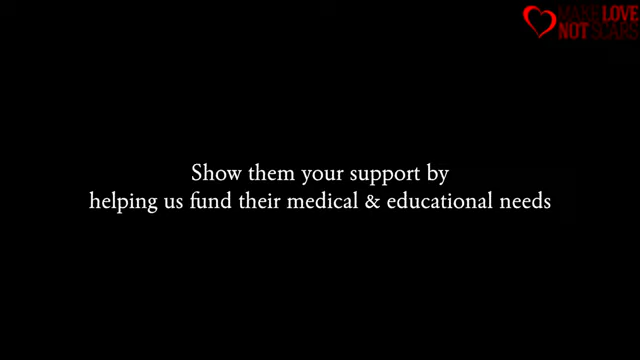 MAKE LOVE
NOT SCARS
Show them your support by
helping us fund their medical & educational needs